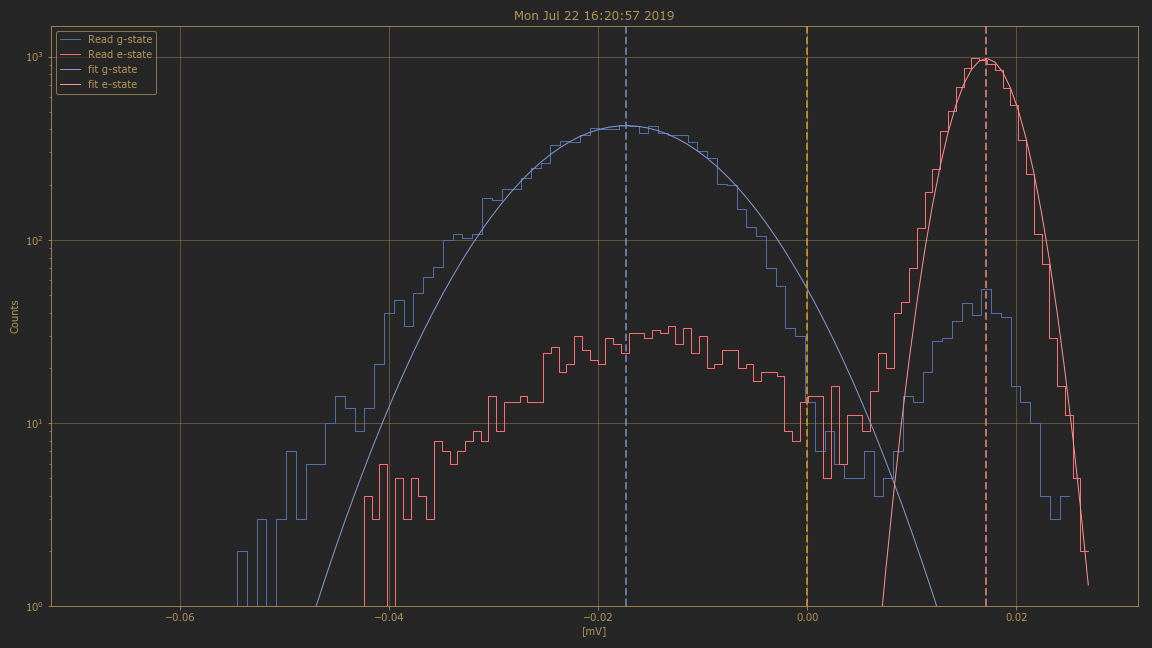 Mon Jul 22 16:20:57 2019
Read g-state
Read e-state
fit g-state
fit e-state
10³
10²
10¹
10⁰
Counts
−0.06
−0.04
−0.02
0.00
0.02
[mV]